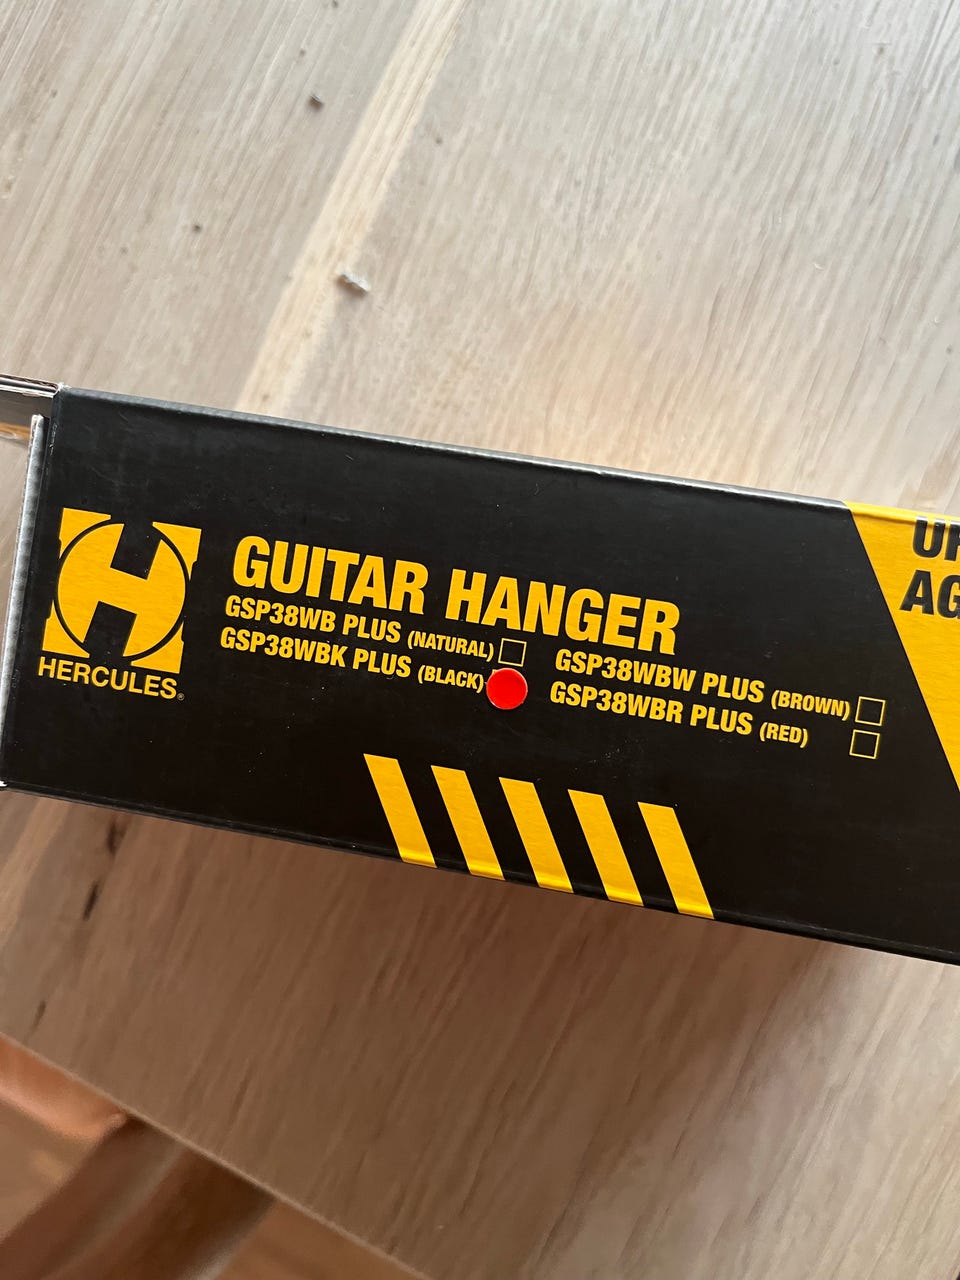 GUITAR HANGER
GSP38WB PLUS (NATURAL)
GSP38WBK PLUS (BLACK)
GSP38WBW PLUS (BROWN)
GSP38WBR PLUS (RED)
H
HERCULES®